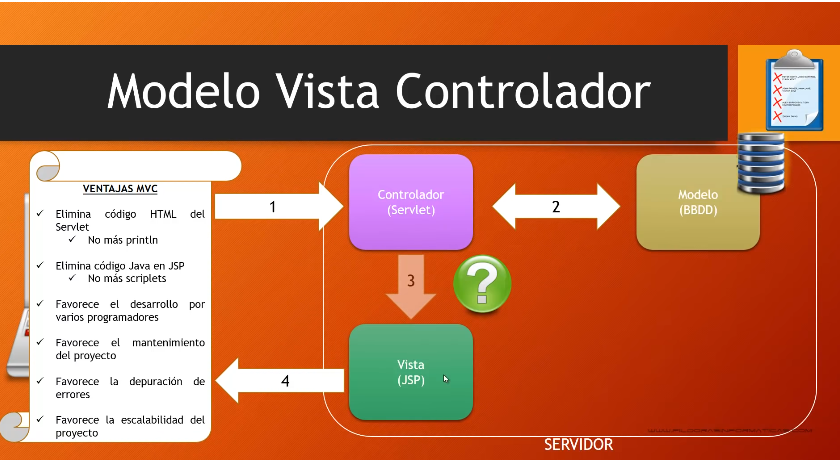 Modelo Vista Controlador
VENTAJAS MVC
✓ Elimina código HTML del
Servlet
✓ No más println
✓ Elimina código Java en JSP
✓ No más scriplets
✓ Favorece el desarrollo por
varios programadores
✓ Favorece el mantenimiento
del proyecto
✓ Favorece la depuración de
errores
✓ Favorece la escalabilidad del
proyecto
1
Controlador
(Servlet)
2
Modelo
(BBDD)
3
?
Vista
(JSP)
4
SERVIDOR